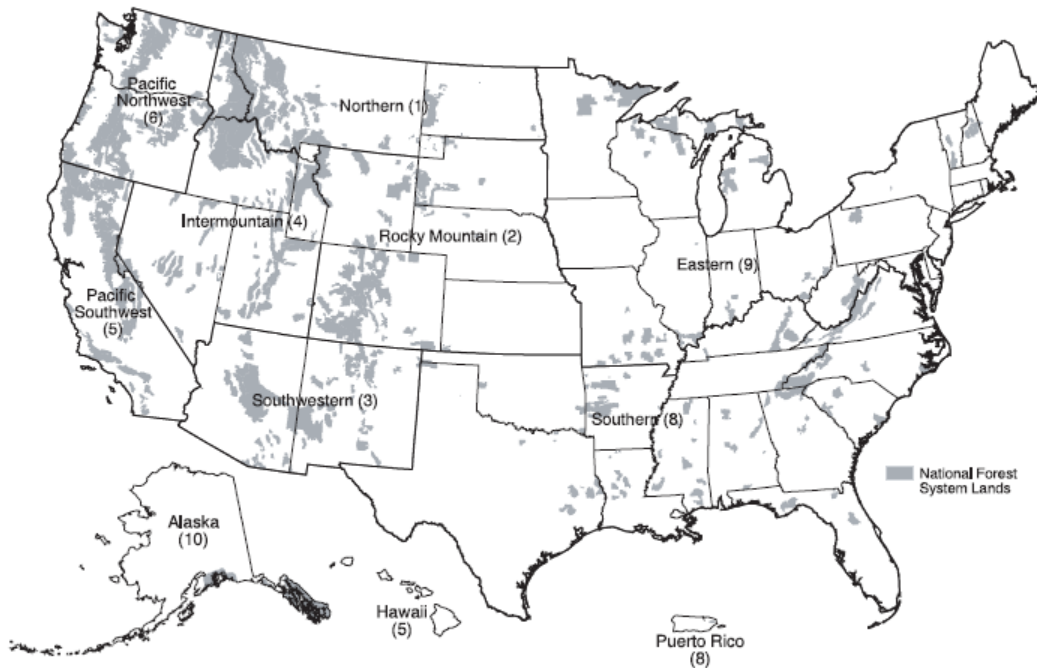 Pacific
Northwest
(6)
Northern (1)
Intermountain (4)
Rocky Mountain (2)
Eastern (9)
Pacific
Southwest
(5)
Southwestern (3)
Southern (8)
National Forest
System Lands
Alaska
(10)
Hawaii
(5)
Puerto Rico
(8)